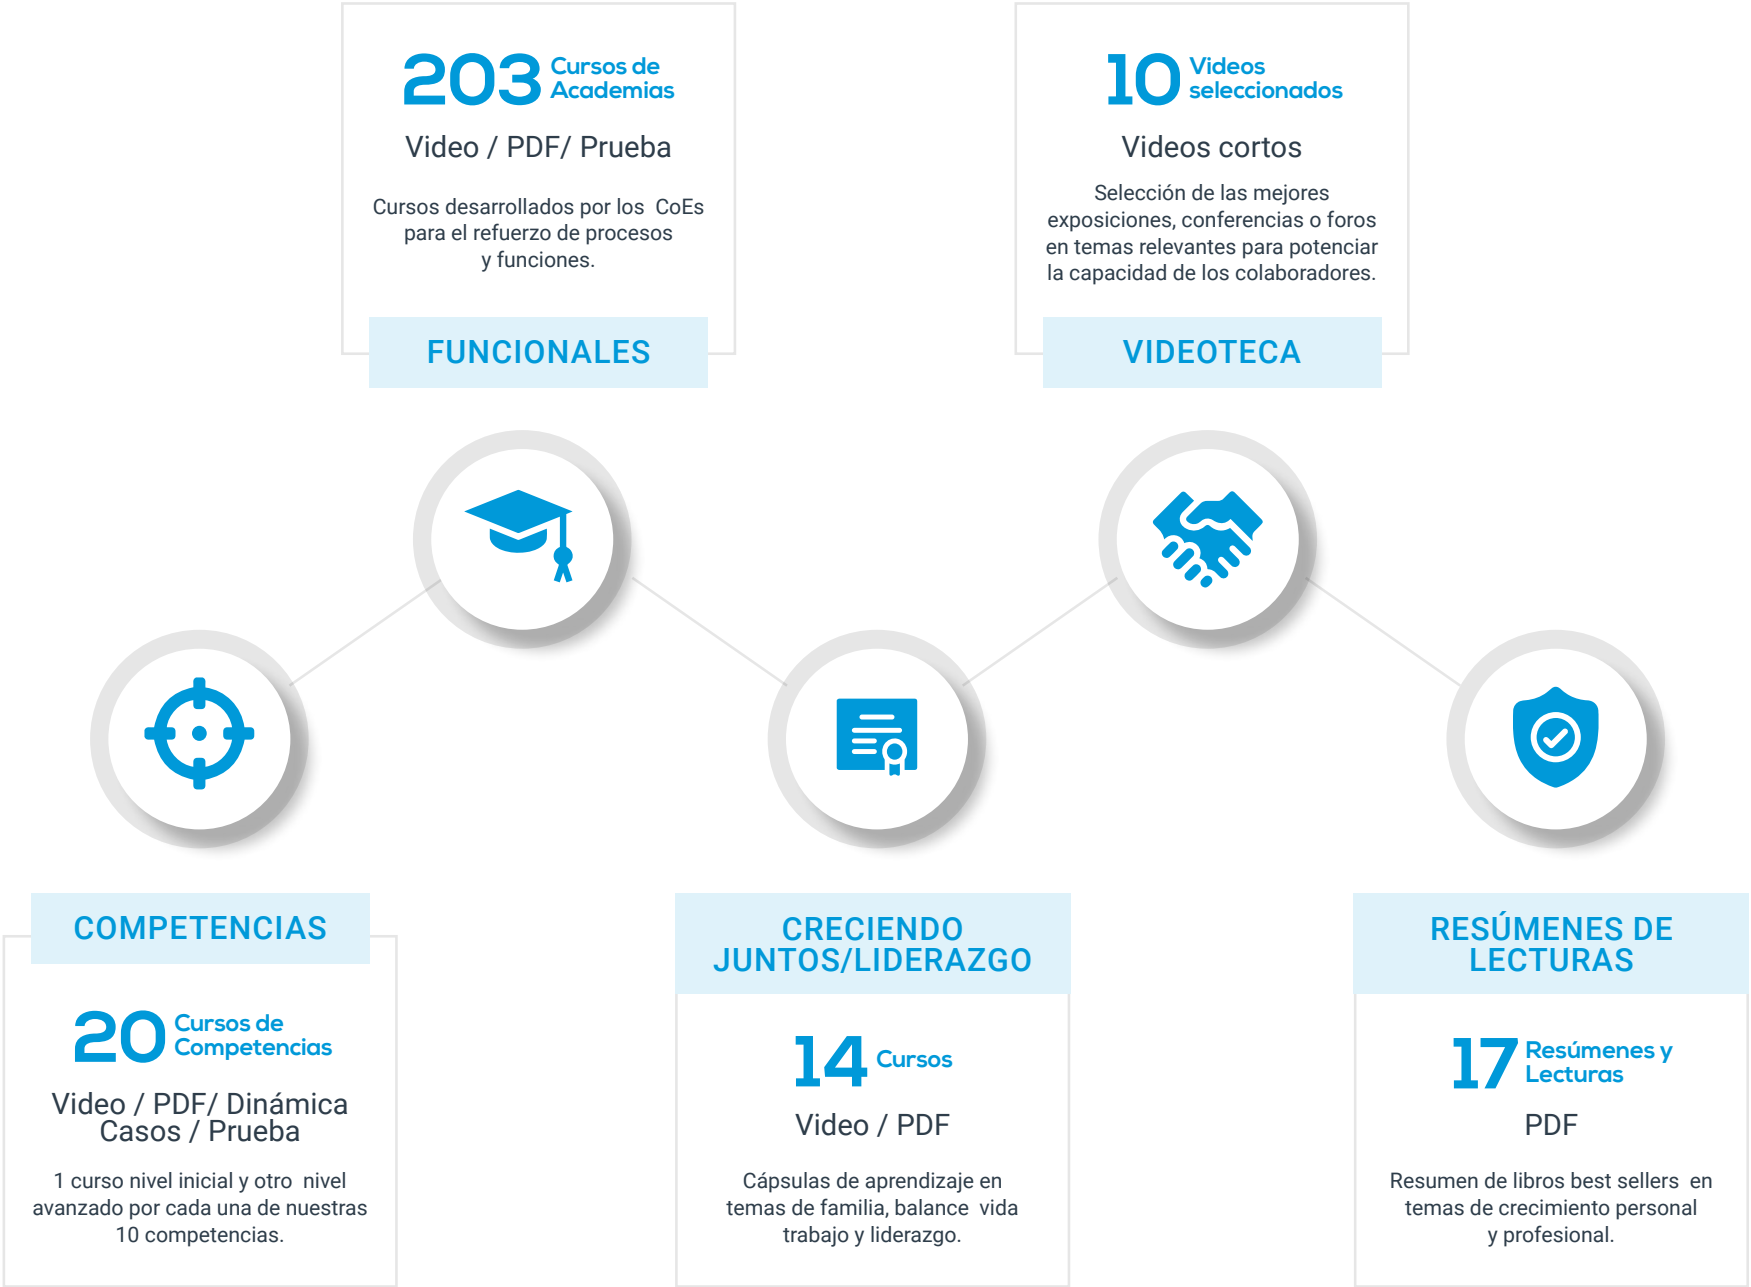 203 Cursos de
Academias
Video / PDF/ Prueba
Cursos desarrollados por los CoEs
para el refuerzo de procesos
y funciones.
FUNCIONALES
10 Videos
seleccionados
Videos cortos
Selección de las mejores
exposiciones, conferencias o foros
en temas relevantes para potenciar
la capacidad de los colaboradores.
VIDEOTECA
COMPETENCIAS
20 Cursos de
Competencias
Video / PDF/ Dinámica
Casos / Prueba
1 curso nivel inicial y otro nivel
avanzado por cada una de nuestras
10 competencias.
CRECIENDO
JUNTOS/LIDERAZGO
14 Cursos
Video / PDF
Cápsulas de aprendizaje en
temas de familia, balance vida
trabajo y liderazgo.
RESÚMENES DE
LECTURAS
17 Resúmenes y
Lecturas
PDF
Resumen de libros best sellers en
temas de crecimiento personal
y profesional.